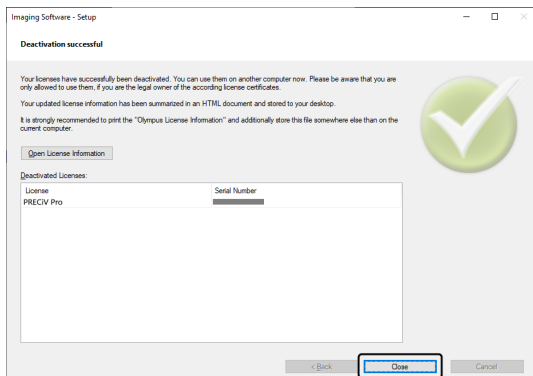 Imaging Software - Setup
Deactivation successful
Your licenses have successfully been deactivated. You can use them on another computer now. Please be aware that you are
only allowed to use them, if you are the legal owner of the according license certificates.
Your updated license information has been summarized in an HTML document and stored to your desktop.
It is strongly recommended to print the "Olympus License Information" and additionally store this file somewhere else than on the
current computer.
Open License Information
Deactivated Licenses:
License Serial Number
PRECiV Pro
< Back Close Cancel